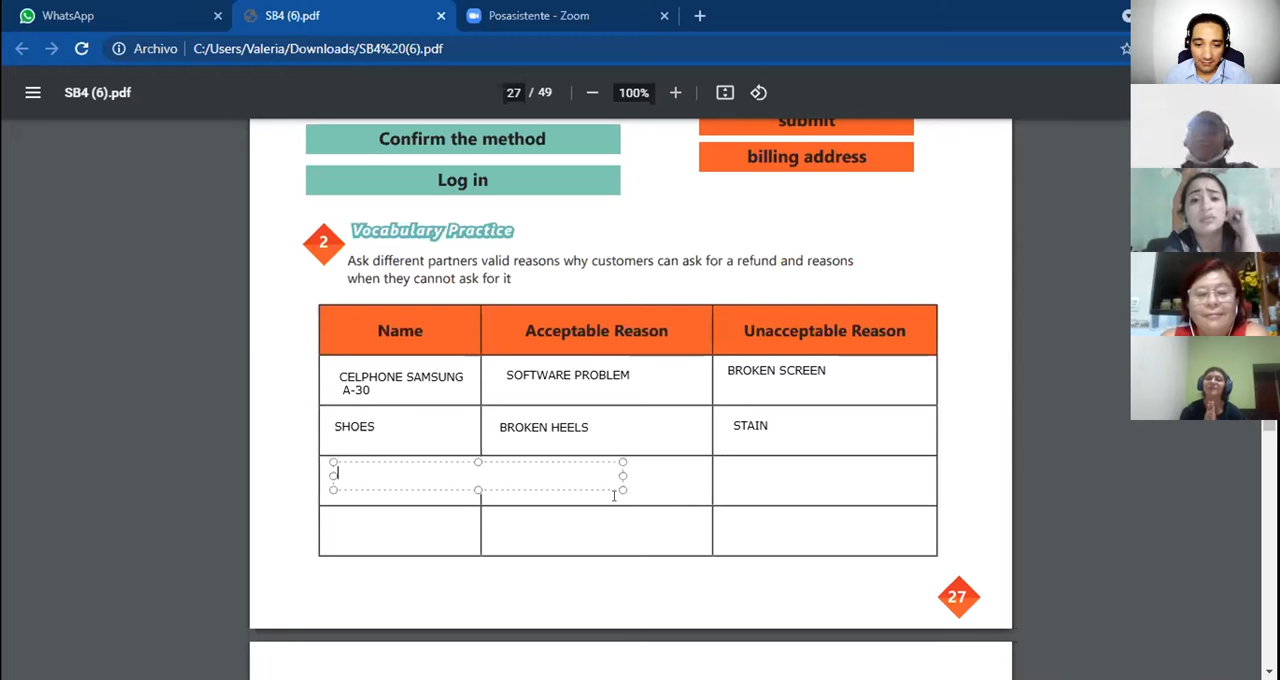 WhatsApp
SB4 (6).pdf
Posasistente - Zoom
Archivo
C:/Users/Valeria/Downloads/SB4%20(6).pdf
SB4 (6).pdf
27 / 49
100%
Confirm the method
submit
billing address
Log in
2
Vocabulary Practice
Ask different partners valid reasons why customers can ask for a refund and reasons
when they cannot ask for it
Name
Acceptable Reason
Unacceptable Reason
CELPHONE SAMSUNG
A-30
SOFTWARE PROBLEM
BROKEN SCREEN
SHOES
BROKEN HEELS
STAIN
27